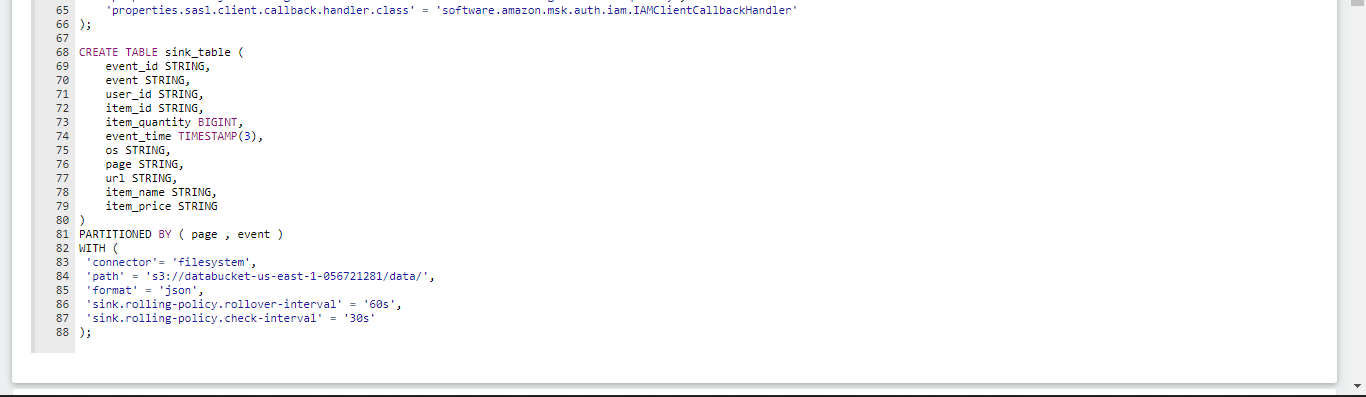 65 'properties.sasl.client.callback.handler.class' = 'software.amazon.msk.auth.iam.IAMClientCallbackHandler'
66 );
67
68 CREATE TABLE sink_table (
69 event_id STRING,
70 event STRING,
71 user_id STRING,
72 item_id STRING,
73 item_quantity BIGINT,
74 event_time TIMESTAMP(3),
75 os STRING,
76 page STRING,
77 url STRING,
78 item_name STRING,
79 item_price STRING
80 )
81 PARTITIONED BY ( page , event )
82 WITH (
83 'connector'= 'filesystem',
84 'path' = 's3://databucket-us-east-1-056721281/data/',
85 'format' = 'json',
86 'sink.rolling-policy.rollover-interval' = '60s',
87 'sink.rolling-policy.check-interval' = '30s'
88 );